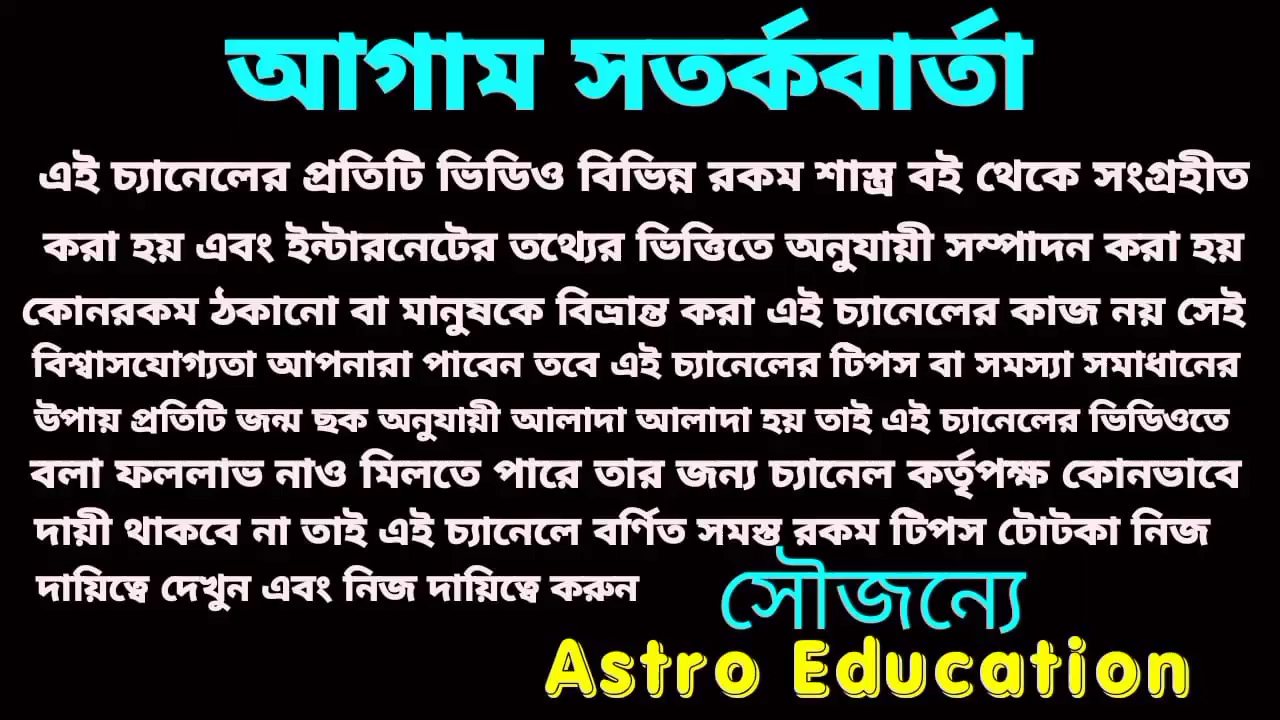 আগাম সতর্কবার্তা
এই চ্যানেলের প্রতিটি ভিডিও বিভিন্ন রকম শাস্ত্র বই থেকে সংগ্রহীত
করা হয় এবং ইন্টারনেটের তথ্যের ভিত্তিতে অনুযায়ী সম্পাদন করা হয়
কোনরকম ঠকানো বা মানুষকে বিভ্রান্ত করা এই চ্যানেলের কাজ নয় সেই
বিশ্বাসযোগ্যতা আপনারা পাবেন তবে এই চ্যানেলের টিপস বা সমস্যা সমাধানের
উপায় প্রতিটি জন্ম ছক অনুযায়ী আলাদা আলাদা হয় তাই এই চ্যানেলের ভিডিওতে
বলা ফললাভ নাও মিলতে পারে তার জন্য চ্যানেল কর্তৃপক্ষ কোনভাবে
দায়ী থাকবে না তাই এই চ্যানেলে বর্ণিত সমস্ত রকম টিপস টোটকা নিজ
দায়িত্বে দেখুন এবং নিজ দায়িত্বে করুন
সৌজন্যে
Astro Education